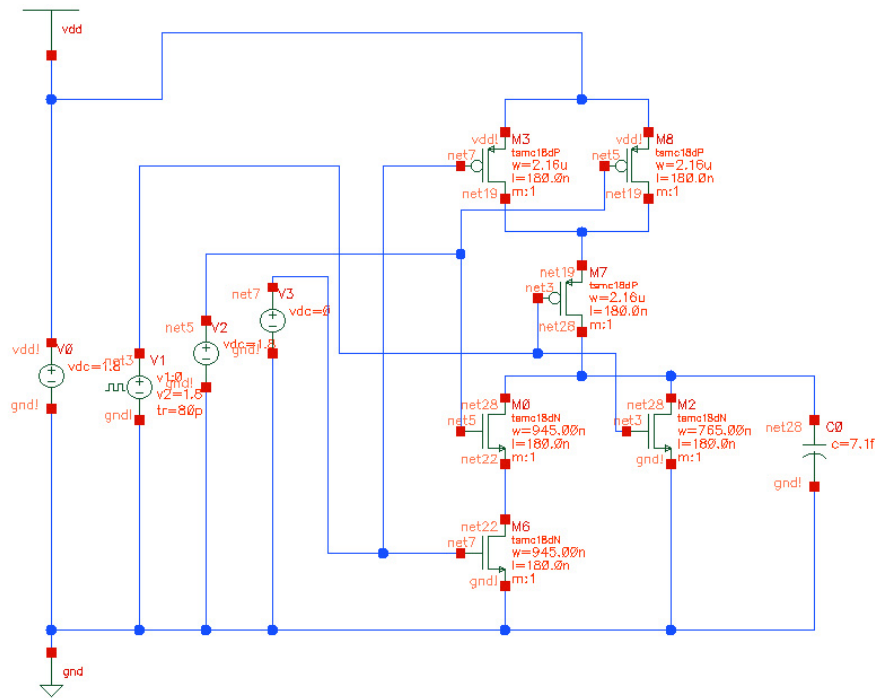 vdd
vdd!
M3
net7
tsmc18dP
w=2.16u
l=180.0n
net19
m:1
vdd!
M8
net5
tsmc18dP
w=2.16u
l=180.0n
net19
m:1
net19
M7
net3
tsmc18dP
w=2.16u
l=180.0n
net28
m:1
net7
V3
vdc=0
gnd!
net5
V2
vdc=1.8
gnd!
vdd!
V0
vdc=1.8
gnd!
net3
V1
v1:0
v2=1.8
tr=80p
gnd!
net28
M0
tsmc18dN
net5
w=945.00n
l=180.0n
net22
m:1
net28
M2
tsmc18dN
net3
w=765.00n
l=180.0n
gnd!
m:1
C0
net28
c=7.1f
gnd!
net22
M6
tsmc18dN
net7
w=945.00n
l=180.0n
gnd!
m:1
gnd